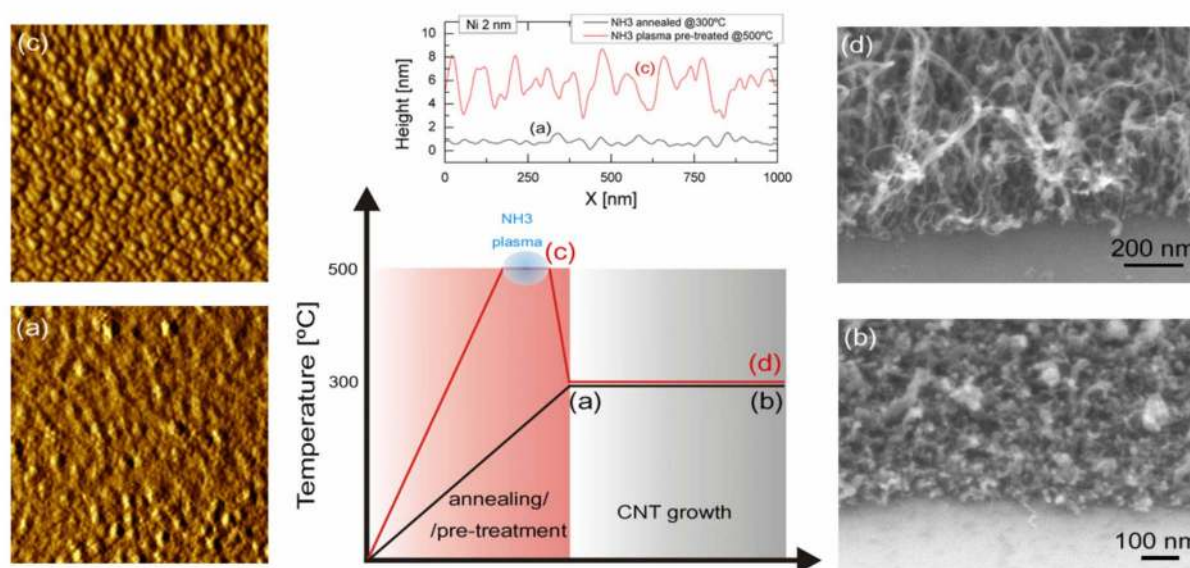 (c)
(a)
Ni 2 nm
NH3 annealed @300ºC
NH3 plasma pre-treated @500ºC
Height [nm]
10
8
6
4
2
0
(c)
(a)
0
250
500
750
1000
X [nm]
NH3
plasma
(c)
500
300
Temperature [ºC]
(d)
(a)
(b)
annealing/
/pre-treatment
CNT growth
(d)
200 nm
(b)
100 nm